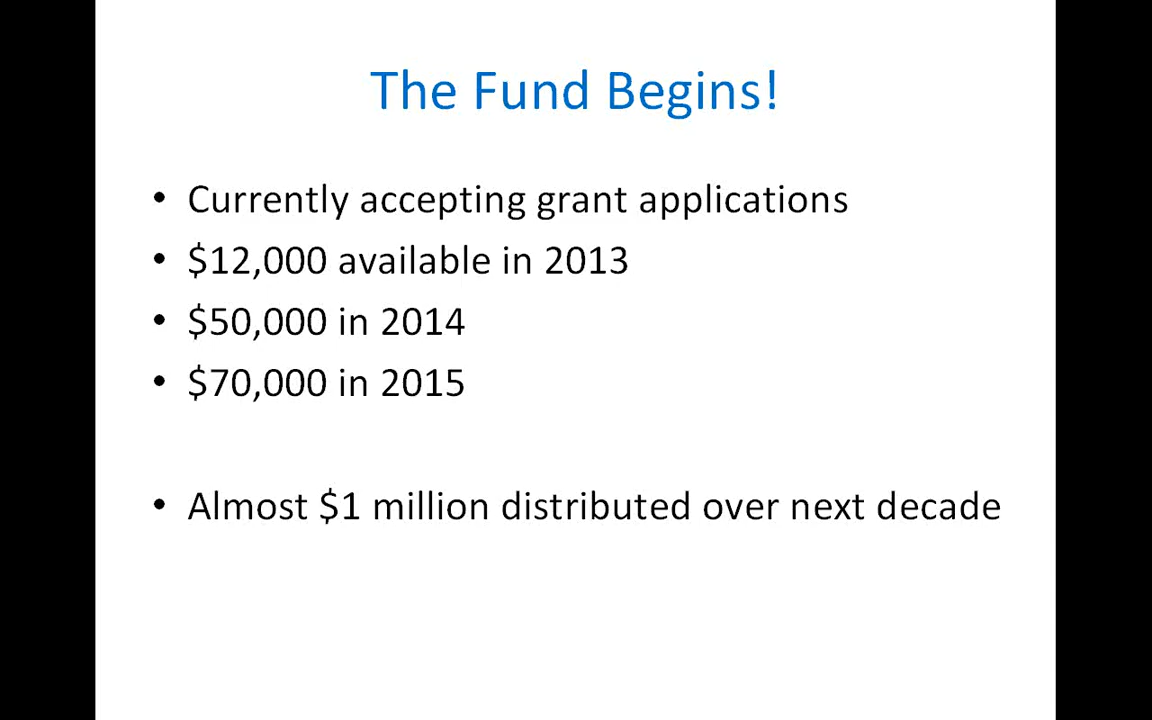 The Fund Begins!
• Currently accepting grant applications
• $12,000 available in 2013
• $50,000 in 2014
• $70,000 in 2015
• Almost $1 million distributed over next decade